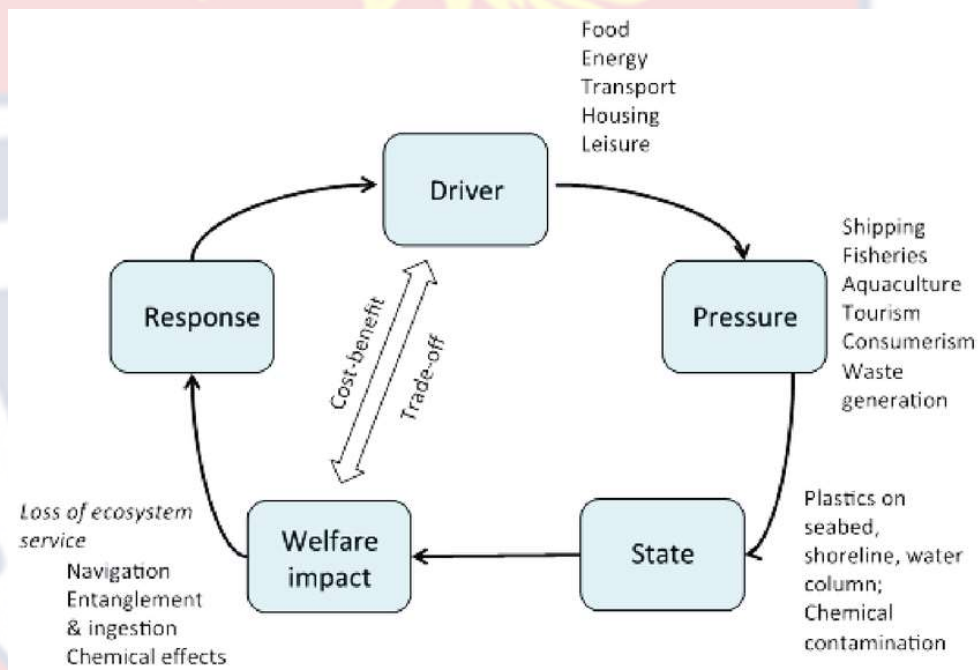 Food
Energy
Transport
Housing
Leisure
Driver
Shipping
Fisheries
Aquaculture
Tourism
Consumerism
Waste
generation
Pressure
Response
Cost-benefit
Trade-off
Plastics on
seabed,
shoreline, water
column;
Chemical
contamination
State
Welfare
impact
Loss of ecosystem
service
Navigation
Entanglement
& ingestion
Chemical effects